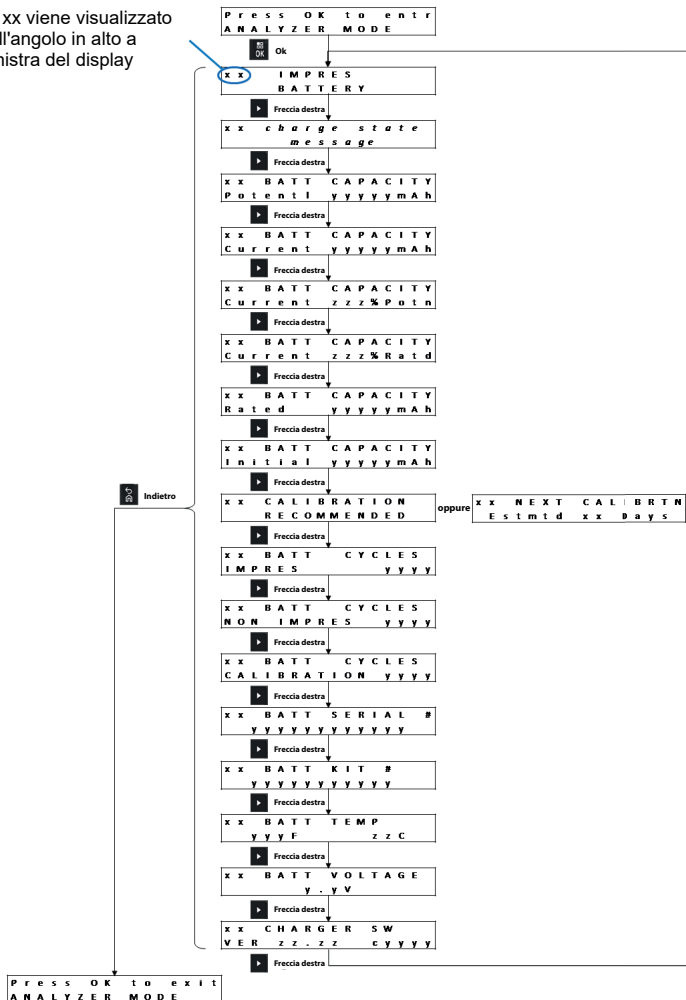 xx viene visualizzato
ll'angolo in alto a
nistra del display
Press OK to entr
ANALYZER MODE
OK
Ok
xx IMPRES
BATTERY
Freccia destra
xx charge state
message
Freccia destra
xx BATT CAPACITY
Potentl yyyyymAh
Freccia destra
xx BATT CAPACITY
Current yyyyymAh
Freccia destra
xx BATT CAPACITY
Current zzz%Potn
Freccia destra
xx BATT CAPACITY
Current zzz%Ratd
Freccia destra
xx BATT CAPACITY
Rated yyyyymAh
Freccia destra
xx BATT CAPACITY
Initial yyyyymAh
Freccia destra
Indietro
xx CALIBRATION
RECOMMENDED
oppure
xx NEXT CALIBRTN
Estmtd xx Days
Freccia destra
xx BATT CYCLES
IMPRES yyyy
Freccia destra
xx BATT CYCLES
NON IMPRES yyyy
Freccia destra
xx BATT CYCLES
CALIBRATION yyyy
Freccia destra
xx BATT SERIAL #
yyyyyyyyyyyy
Freccia destra
xx BATT KIT #
yyyyyyyyyy
Freccia destra
xx BATT TEMP
yyyF zzC
Freccia destra
xx BATT VOLTAGE
y.yV
Freccia destra
xx CHARGER SW
VER zz.zz cyyyy
Freccia destra
Press OK to exit
ANALYZER MODE